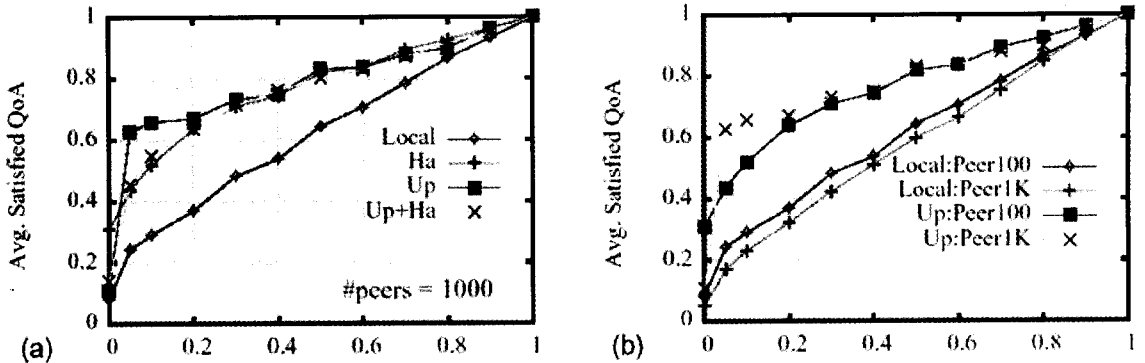 Avg. Satisfied QoA
1
0.8
0.6
0.4
0.2
0
Local
Ha
Up
Up+Ha
#peers = 1000
0 0.2 0.4 0.6 0.8 1
(a)
Avg. Satisfied QoA
1
0.8
0.6
0.4
0.2
0
Local:Peer100
Local:Peer1K
Up:Peer100
Up:Peer1K
0 0.2 0.4 0.6 0.8 1
(b)